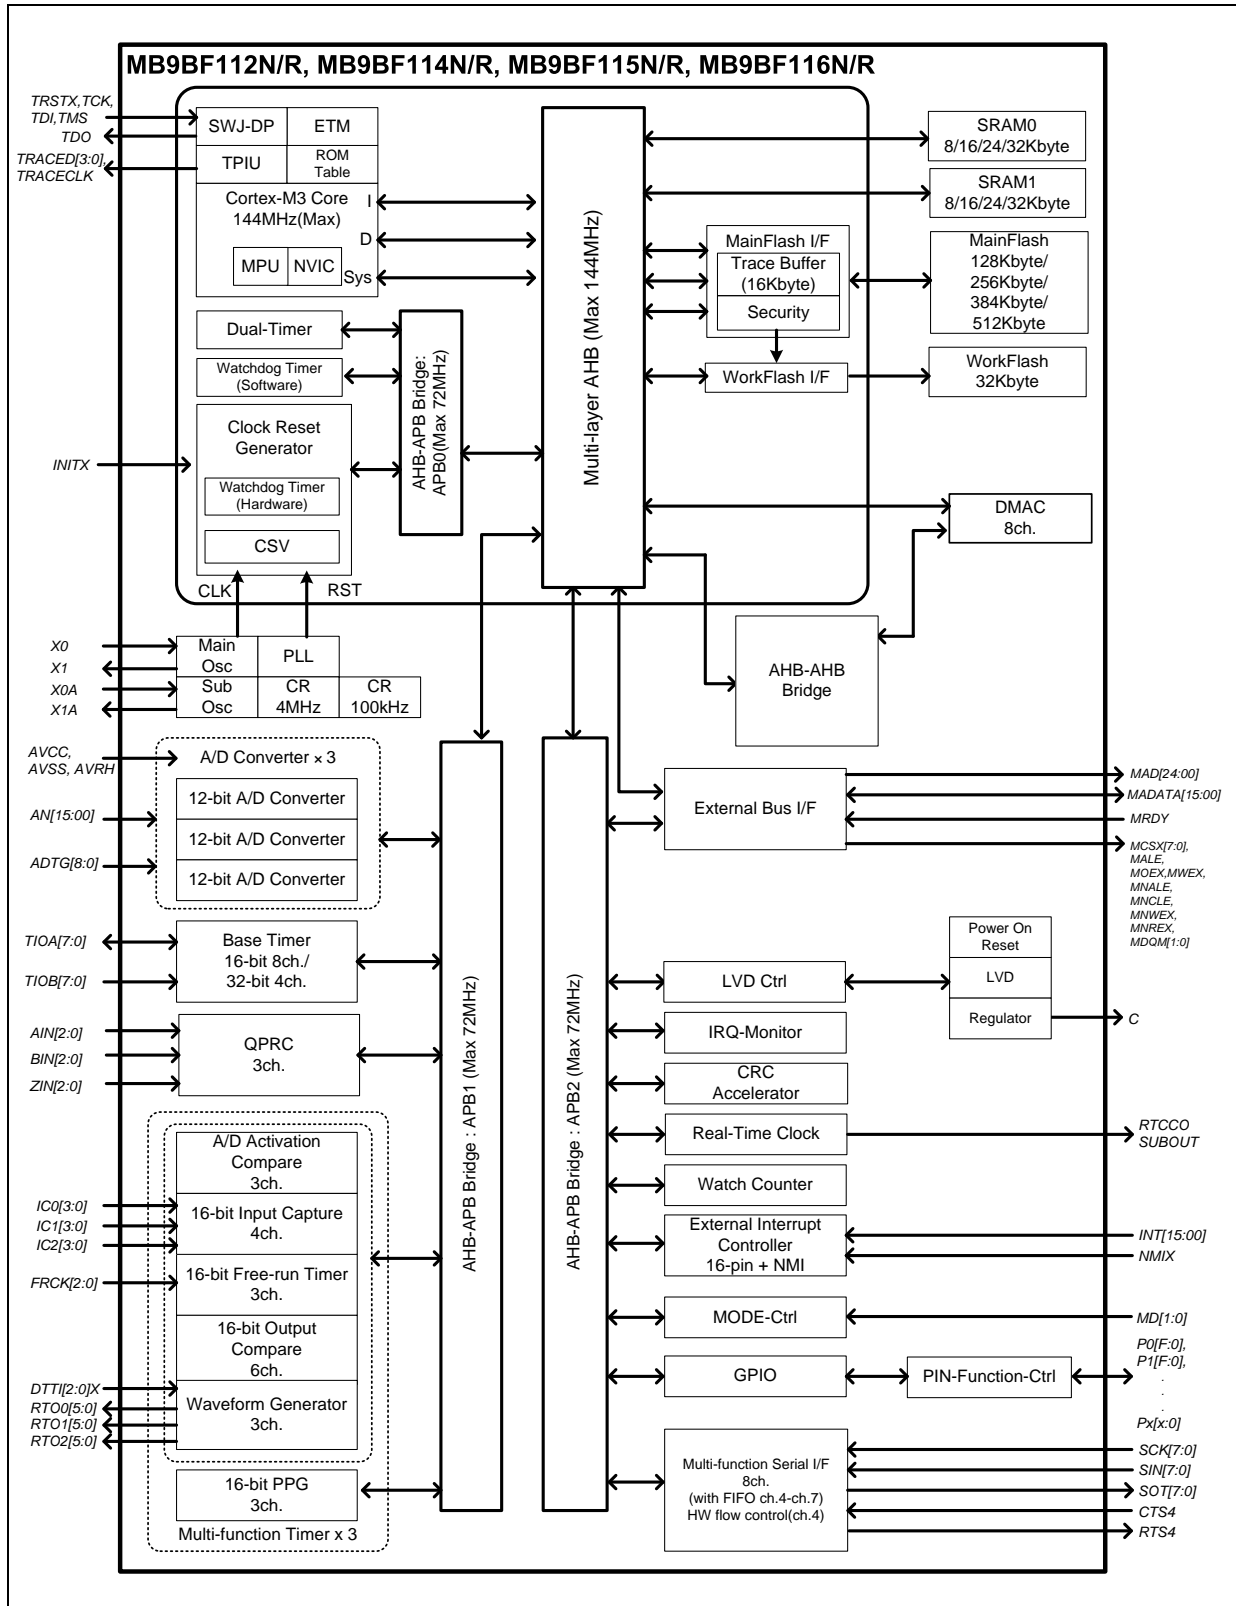 MB9BF112N/R, MB9BF114N/R, MB9BF115N/R, MB9BF116N/R
TRSTX,TCK,
TDI,TMS
TDO
TRACED[3:0],
TRACECLK
SWJ-DP
ETM
TPIU
ROM
Table
Cortex-M3 Core
144MHz(Max)
I
D
Sys
MPU
NVIC
Dual-Timer
Watchdog Timer
(Software)
Clock Reset
Generator
Watchdog Timer
(Hardware)
CSV
INITX
CLK
RST
AHB-APB Bridge:
APB0(Max 72MHz)
Multi-layer AHB (Max 144MHz)
SRAM0
8/16/24/32Kbyte
SRAM1
8/16/24/32Kbyte
MainFlash I/F
Trace Buffer
(16Kbyte)
Security
MainFlash
128Kbyte/
256Kbyte/
384Kbyte/
512Kbyte
WorkFlash I/F
WorkFlash
32Kbyte
DMAC
8ch.
AHB-AHB
Bridge
X0
X1
X0A
X1A
Main
Osc
PLL
Sub
Osc
CR
4MHz
CR
100kHz
AVCC,
AVSS, AVRH
AN[15:00]
ADTG[8:0]
A/D Converter × 3
12-bit A/D Converter
12-bit A/D Converter
12-bit A/D Converter
TIOA[7:0]
TIOB[7:0]
Base Timer
16-bit 8ch./
32-bit 4ch.
AIN[2:0]
BIN[2:0]
ZIN[2:0]
QPRC
3ch.
A/D Activation
Compare
3ch.
IC0[3:0]
IC1[3:0]
IC2[3:0]
16-bit Input Capture
4ch.
FRCK[2:0]
16-bit Free-run Timer
3ch.
16-bit Output
Compare
6ch.
DTTI[2:0]X
RTO0[5:0]
RTO1[5:0]
RTO2[5:0]
Waveform Generator
3ch.
16-bit PPG
3ch.
Multi-function Timer x 3
AHB-APB Bridge : APB1 (Max 72MHz)
AHB-APB Bridge : APB2 (Max 72MHz)
External Bus I/F
MAD[24:00]
MADATA[15:00]
MRDY
MCSX[7:0],
MALE,
MOEX,MWEX,
MNALE,
MNCLE,
MNWEX,
MNREX,
MDQM[1:0]
LVD Ctrl
Power On
Reset
LVD
Regulator
C
IRQ-Monitor
CRC
Accelerator
Real-Time Clock
RTCCO
SUBOUT
Watch Counter
External Interrupt
Controller
16-pin + NMI
INT[15:00]
NMIX
MODE-Ctrl
MD[1:0]
GPIO
PIN-Function-Ctrl
P0[F:0],
P1[F:0],
.
.
.
Px[x:0]
Multi-function Serial I/F
8ch.
(with FIFO ch.4-ch.7)
HW flow control(ch.4)
SCK[7:0]
SIN[7:0]
SOT[7:0]
CTS4
RTS4